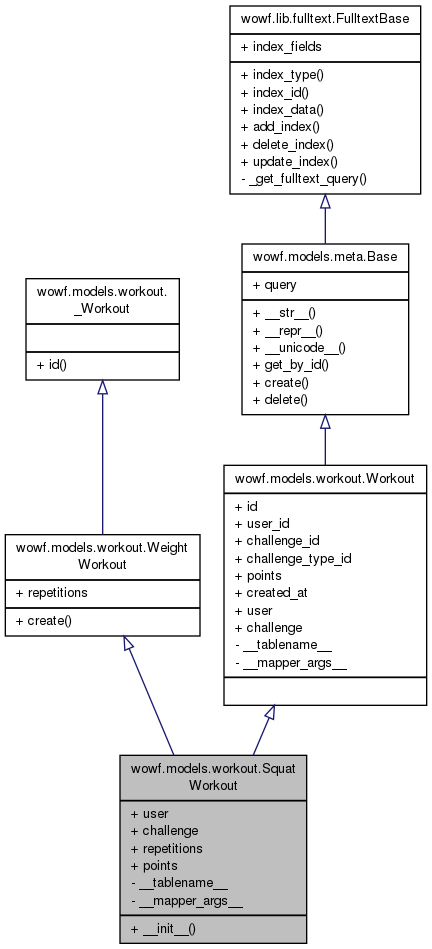 wowf.lib.fulltext.FulltextBase
+ index_fields
+ index_type()
+ index_id()
+ index_data()
+ add_index()
+ delete_index()
+ update_index()
- _get_fulltext_query()
wowf.models.meta.Base
+ query
+ __str__()
+ __repr__()
+ __unicode__()
+ get_by_id()
+ create()
+ delete()
wowf.models.workout.
_Workout
+ id()
wowf.models.workout.Workout
+ id
+ user_id
+ challenge_id
+ challenge_type_id
+ points
+ created_at
+ user
+ challenge
- __tablename__
- __mapper_args__
wowf.models.workout.Weight
Workout
+ repetitions
+ create()
wowf.models.workout.Squat
Workout
+ user
+ challenge
+ repetitions
+ points
- __tablename__
- __mapper_args__
+ __init__()